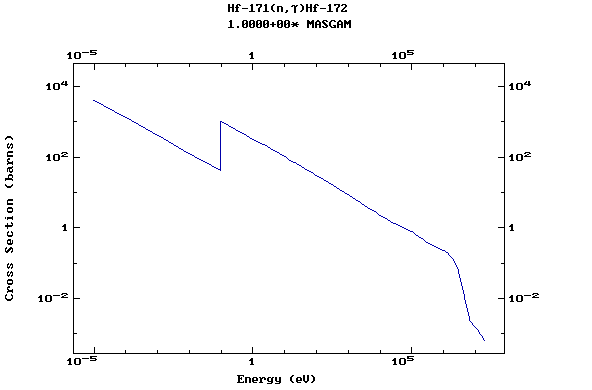 Hf-171(n,γ)Hf-172
1.0000+00* MASGAM
10⁻⁵ 1 10⁵
10⁴ 10⁴
10² 10²
1 1
10⁻² 10⁻²
10⁻⁵ 1 10⁵
Cross Section (barns)
Energy (eV)